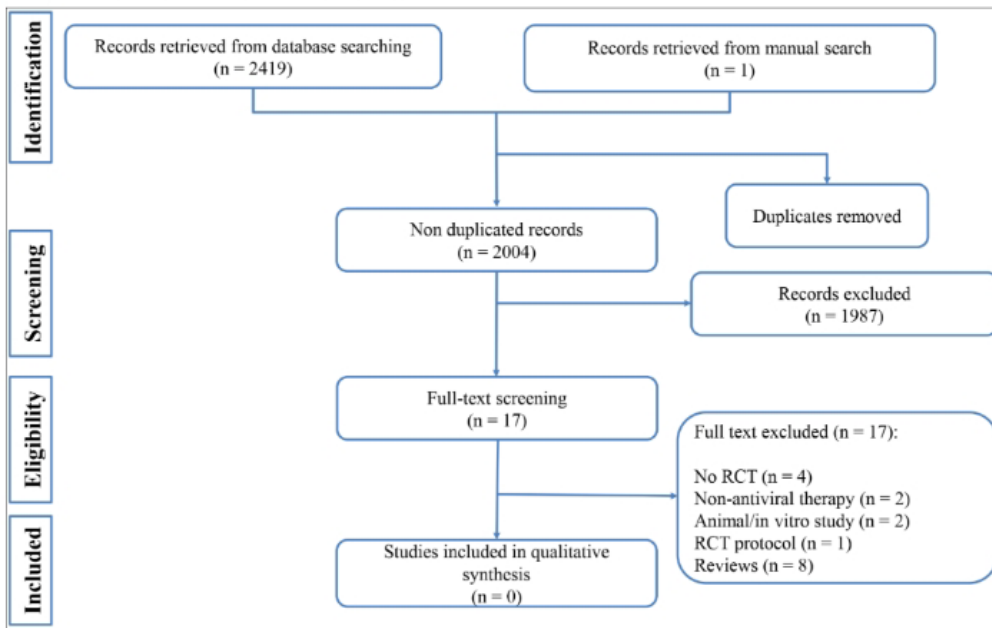 Identification
Records retrieved from database searching
(n = 2419)
Records retrieved from manual search
(n = 1)
Duplicates removed
Screening
Non duplicated records
(n = 2004)
Records excluded
(n = 1987)
Eligibility
Full-text screening
(n = 17)
Full text excluded (n = 17):
No RCT (n = 4)
Non-antiviral therapy (n = 2)
Animal/in vitro study (n = 2)
RCT protocol (n = 1)
Reviews (n = 8)
Included
Studies included in qualitative
synthesis
(n = 0)